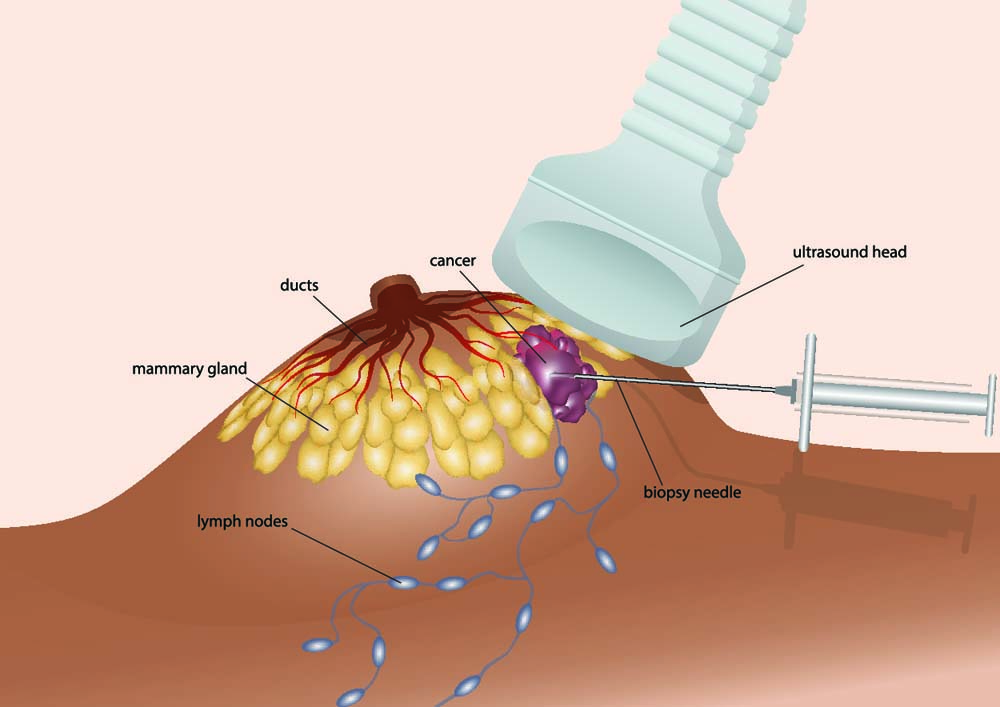 ultrasound head
cancer
ducts
mammary gland
biopsy needle
lymph nodes